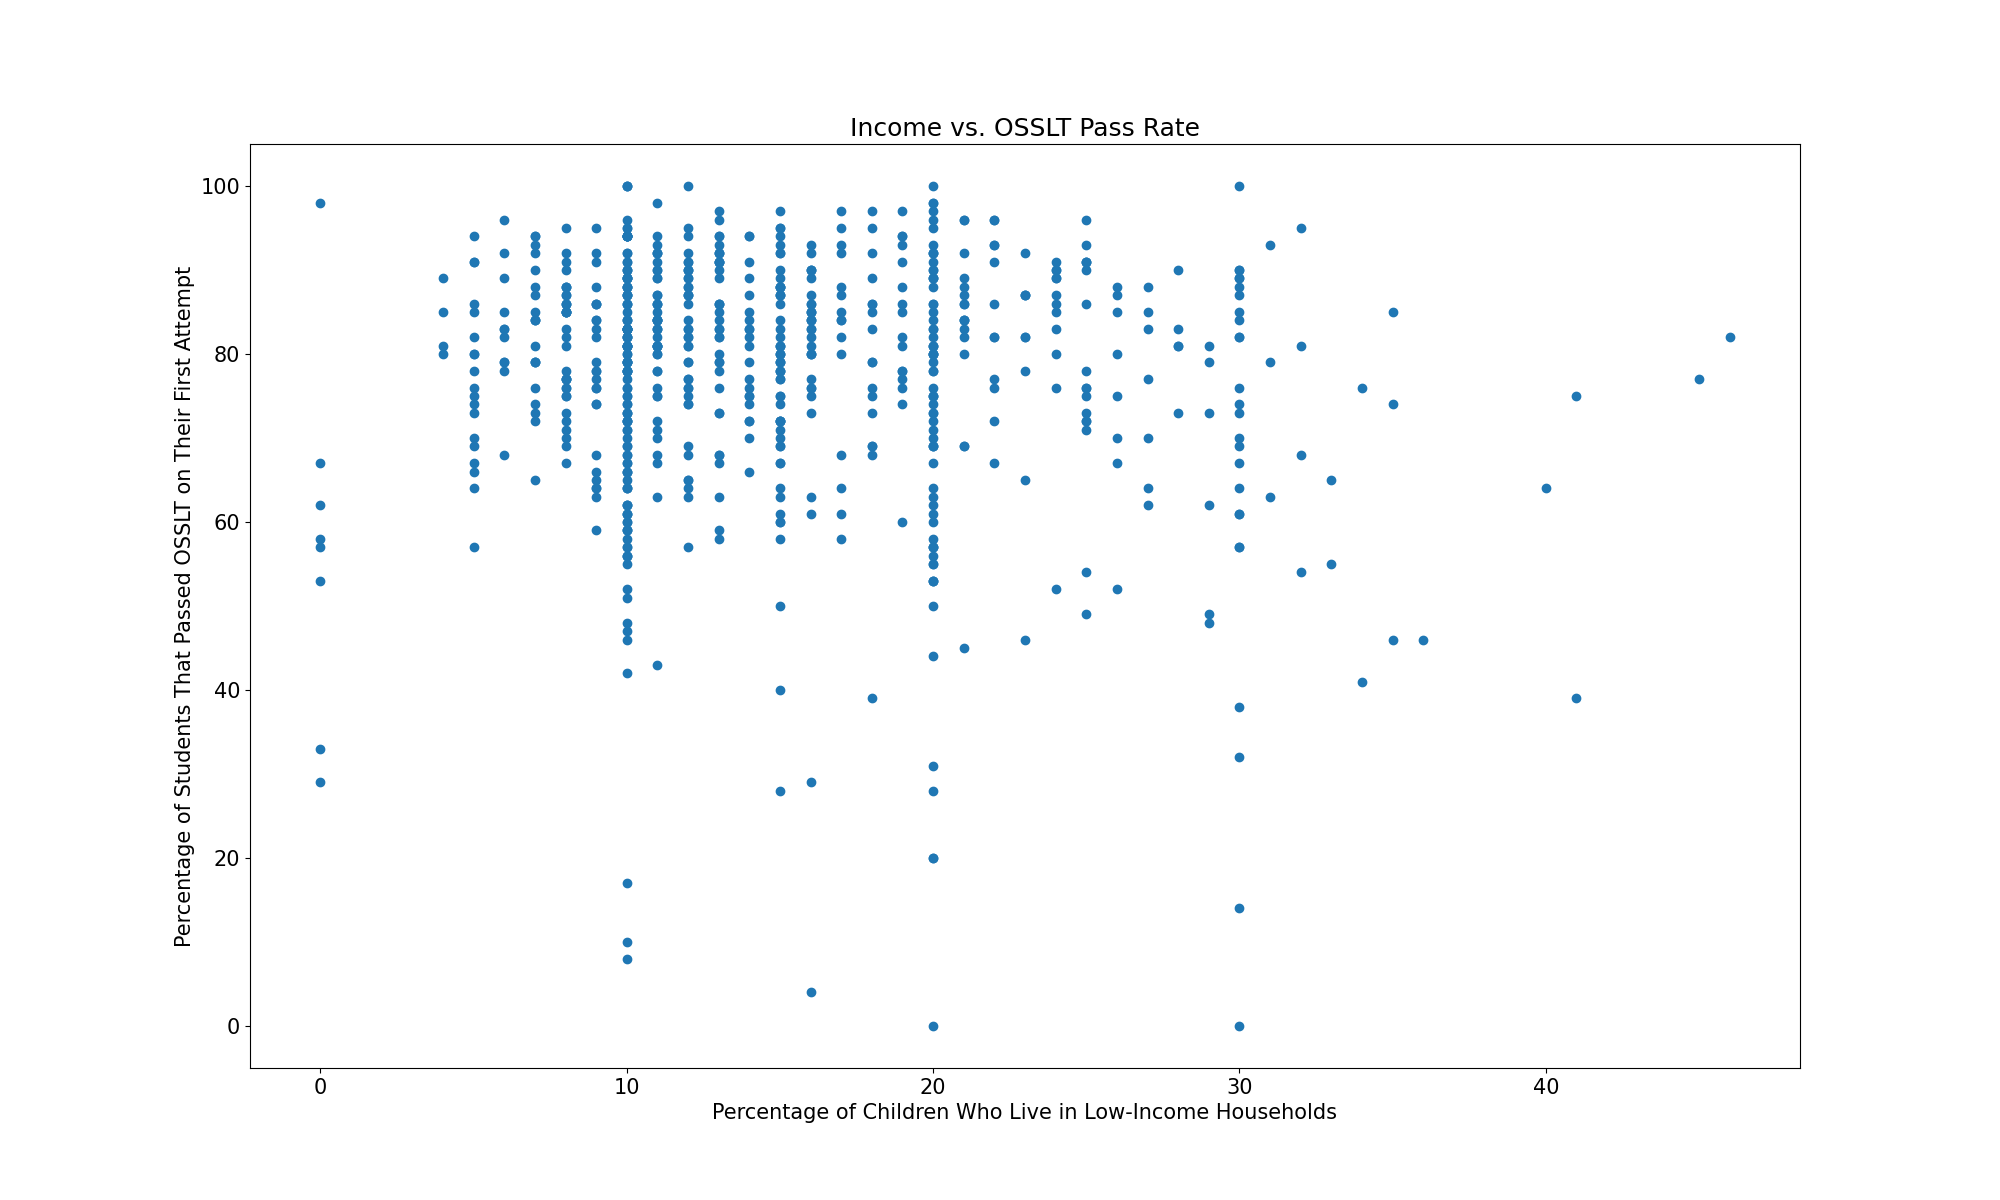 Income vs. OSSLT Pass Rate
Percentage of Students That Passed OSSLT on Their First Attempt
100
80
60
40
20
0
0 10 20 30 40
Percentage of Children Who Live in Low-Income Households